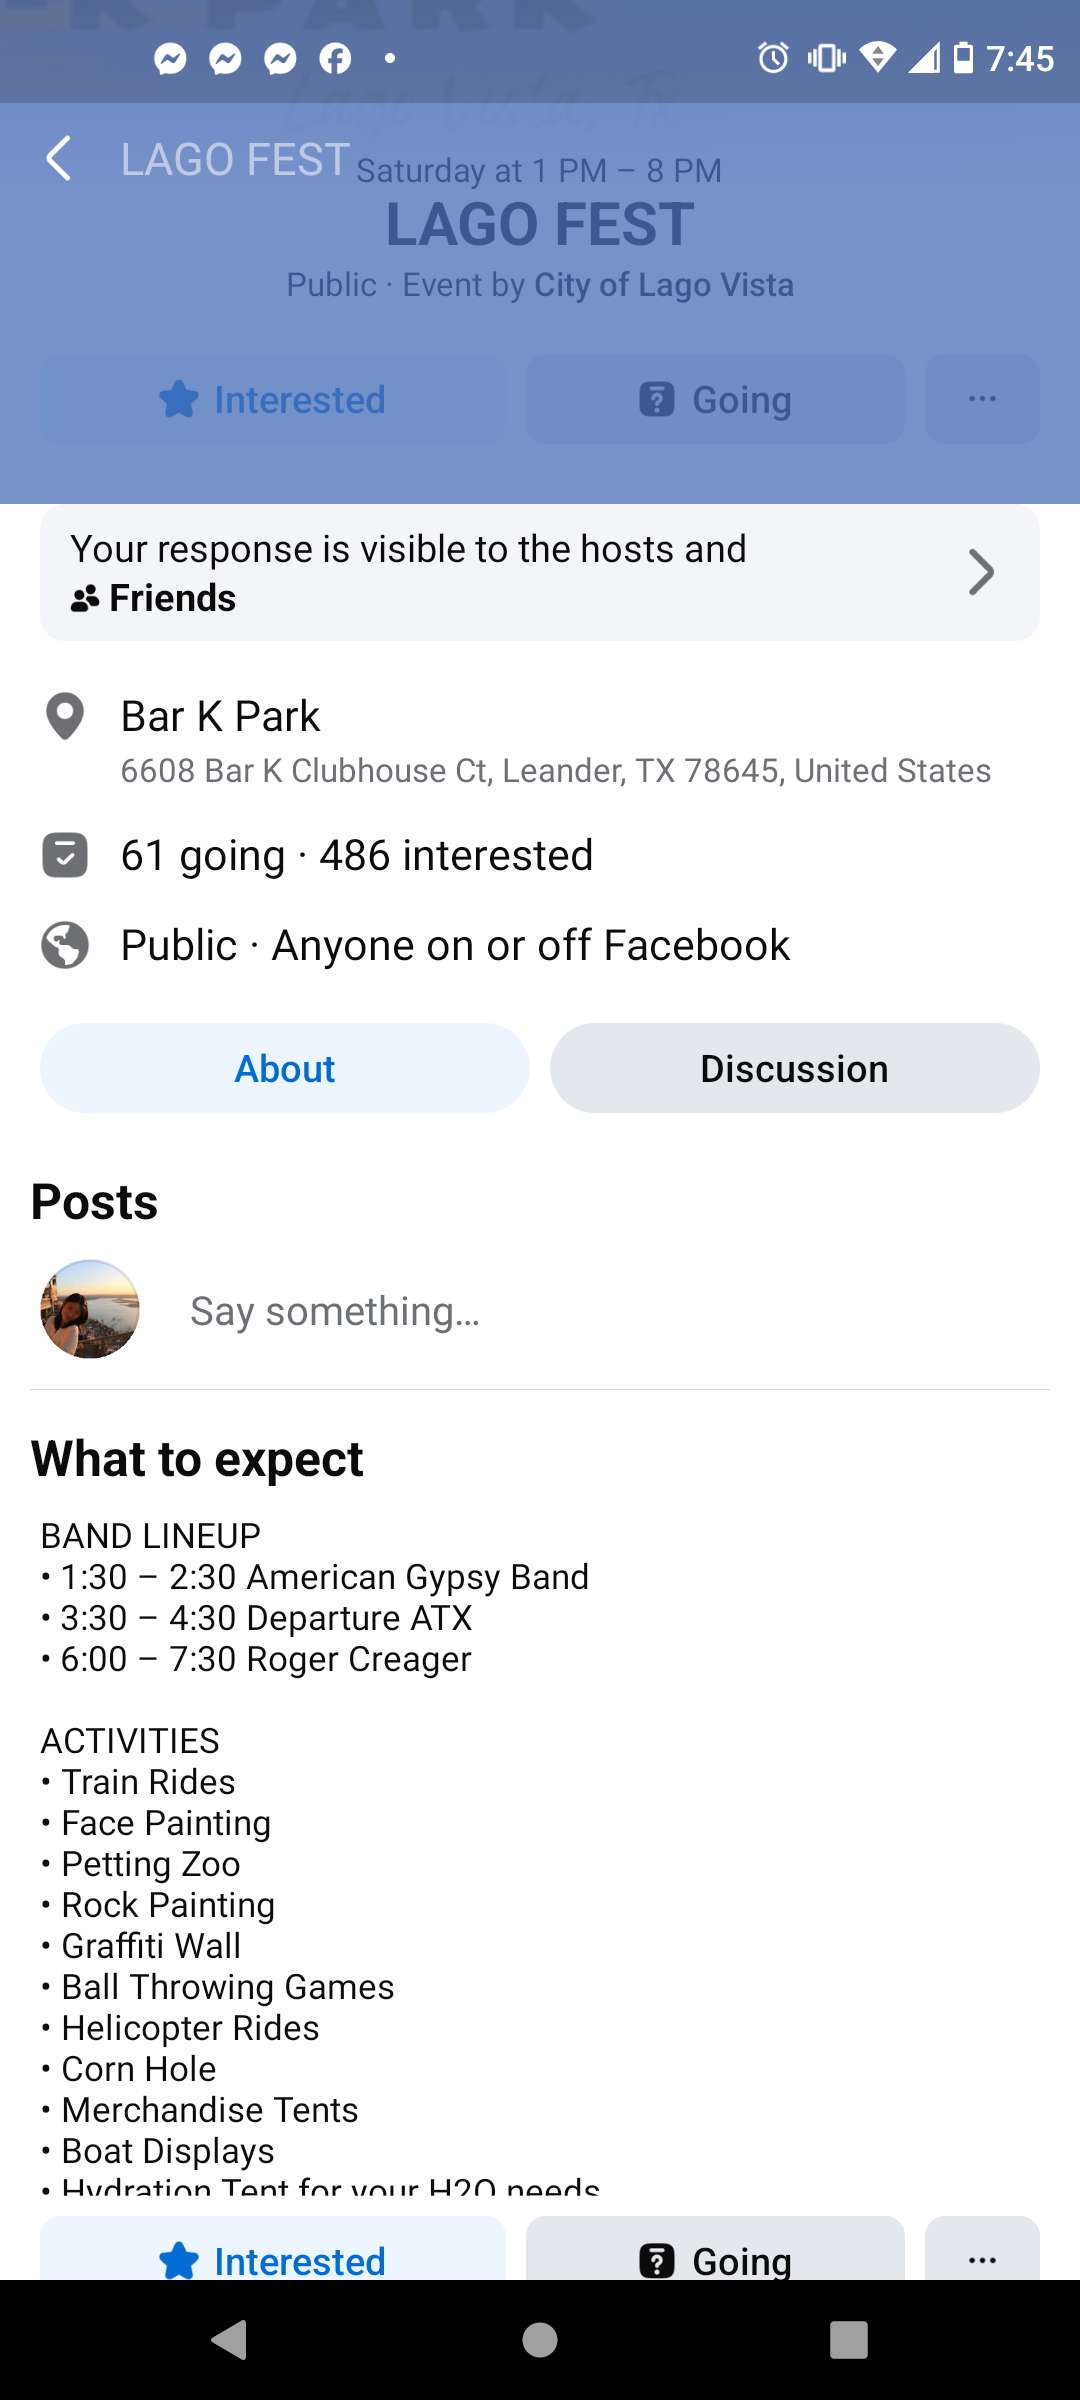 K PARK
Lago Vista, TX
7:45
LAGO FEST
Saturday at 1 PM – 8 PM
LAGO FEST
Public · Event by City of Lago Vista
Interested
Going
Your response is visible to the hosts and
Friends
Bar K Park
6608 Bar K Clubhouse Ct, Leander, TX 78645, United States
61 going · 486 interested
Public · Anyone on or off Facebook
About
Discussion
Posts
Say something...
What to expect
BAND LINEUP
• 1:30 – 2:30 American Gypsy Band
• 3:30 – 4:30 Departure ATX
• 6:00 – 7:30 Roger Creager
ACTIVITIES
• Train Rides
• Face Painting
• Petting Zoo
• Rock Painting
• Graffiti Wall
• Ball Throwing Games
• Helicopter Rides
• Corn Hole
• Merchandise Tents
• Boat Displays
• Hydration Tent for your H2O needs
Interested
Going